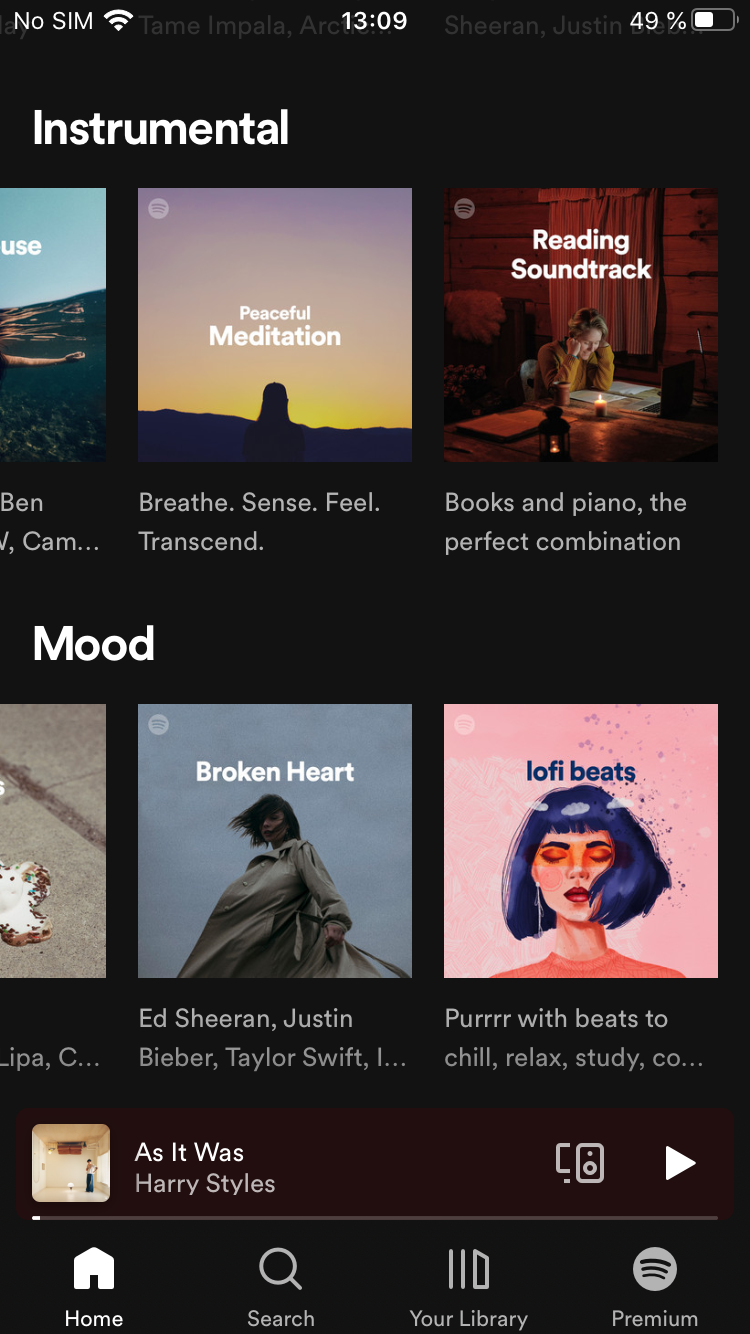 No SIM 13:09 49 %
Tame Impala, Arctic...
Sheeran, Justin Bieb...
Instrumental
use
Peaceful
Meditation
Reading
Soundtrack
Ben
Cam...
Breathe. Sense. Feel.
Transcend.
Books and piano, the
perfect combination
Mood
s
Broken Heart
lofi beats
Lipa, C...
Ed Sheeran, Justin
Bieber, Taylor Swift, I...
Purrrr with beats to
chill, relax, study, co...
As It Was
Harry Styles
Home
Search
Your Library
Premium